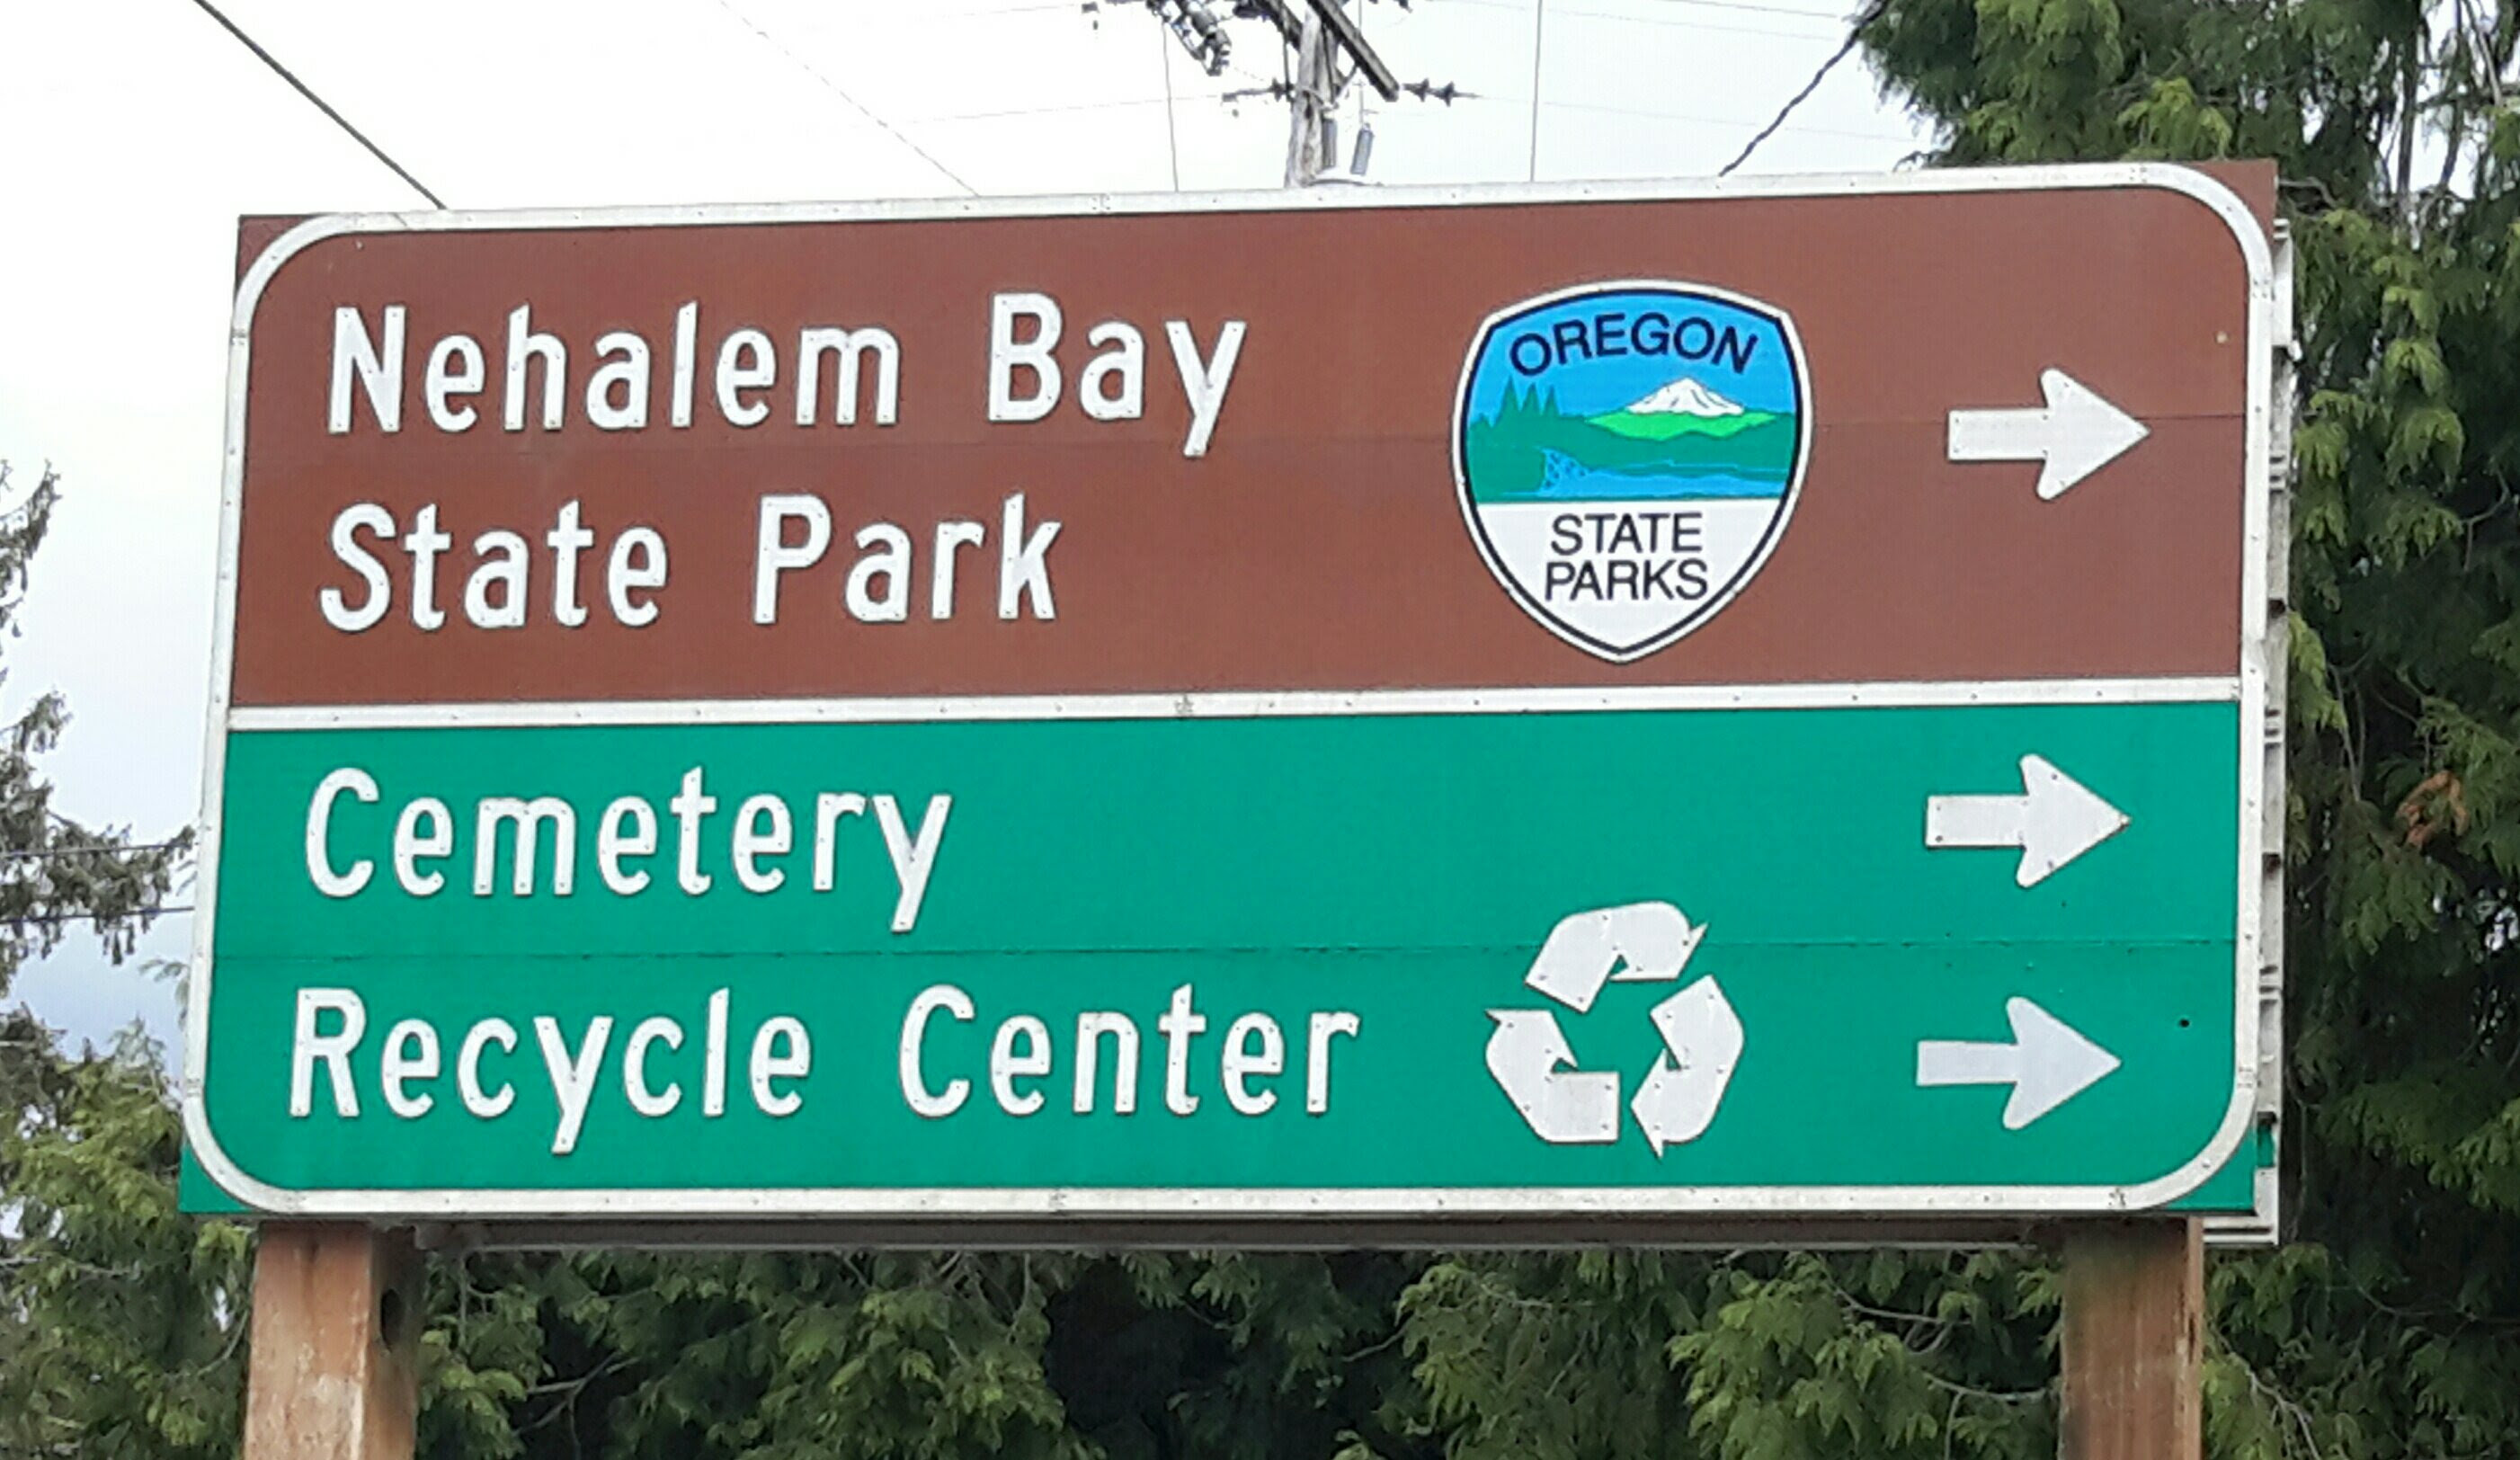 Nehalem Bay
State Park
OREGON
STATE
PARKS
Cemetery
Recycle Center